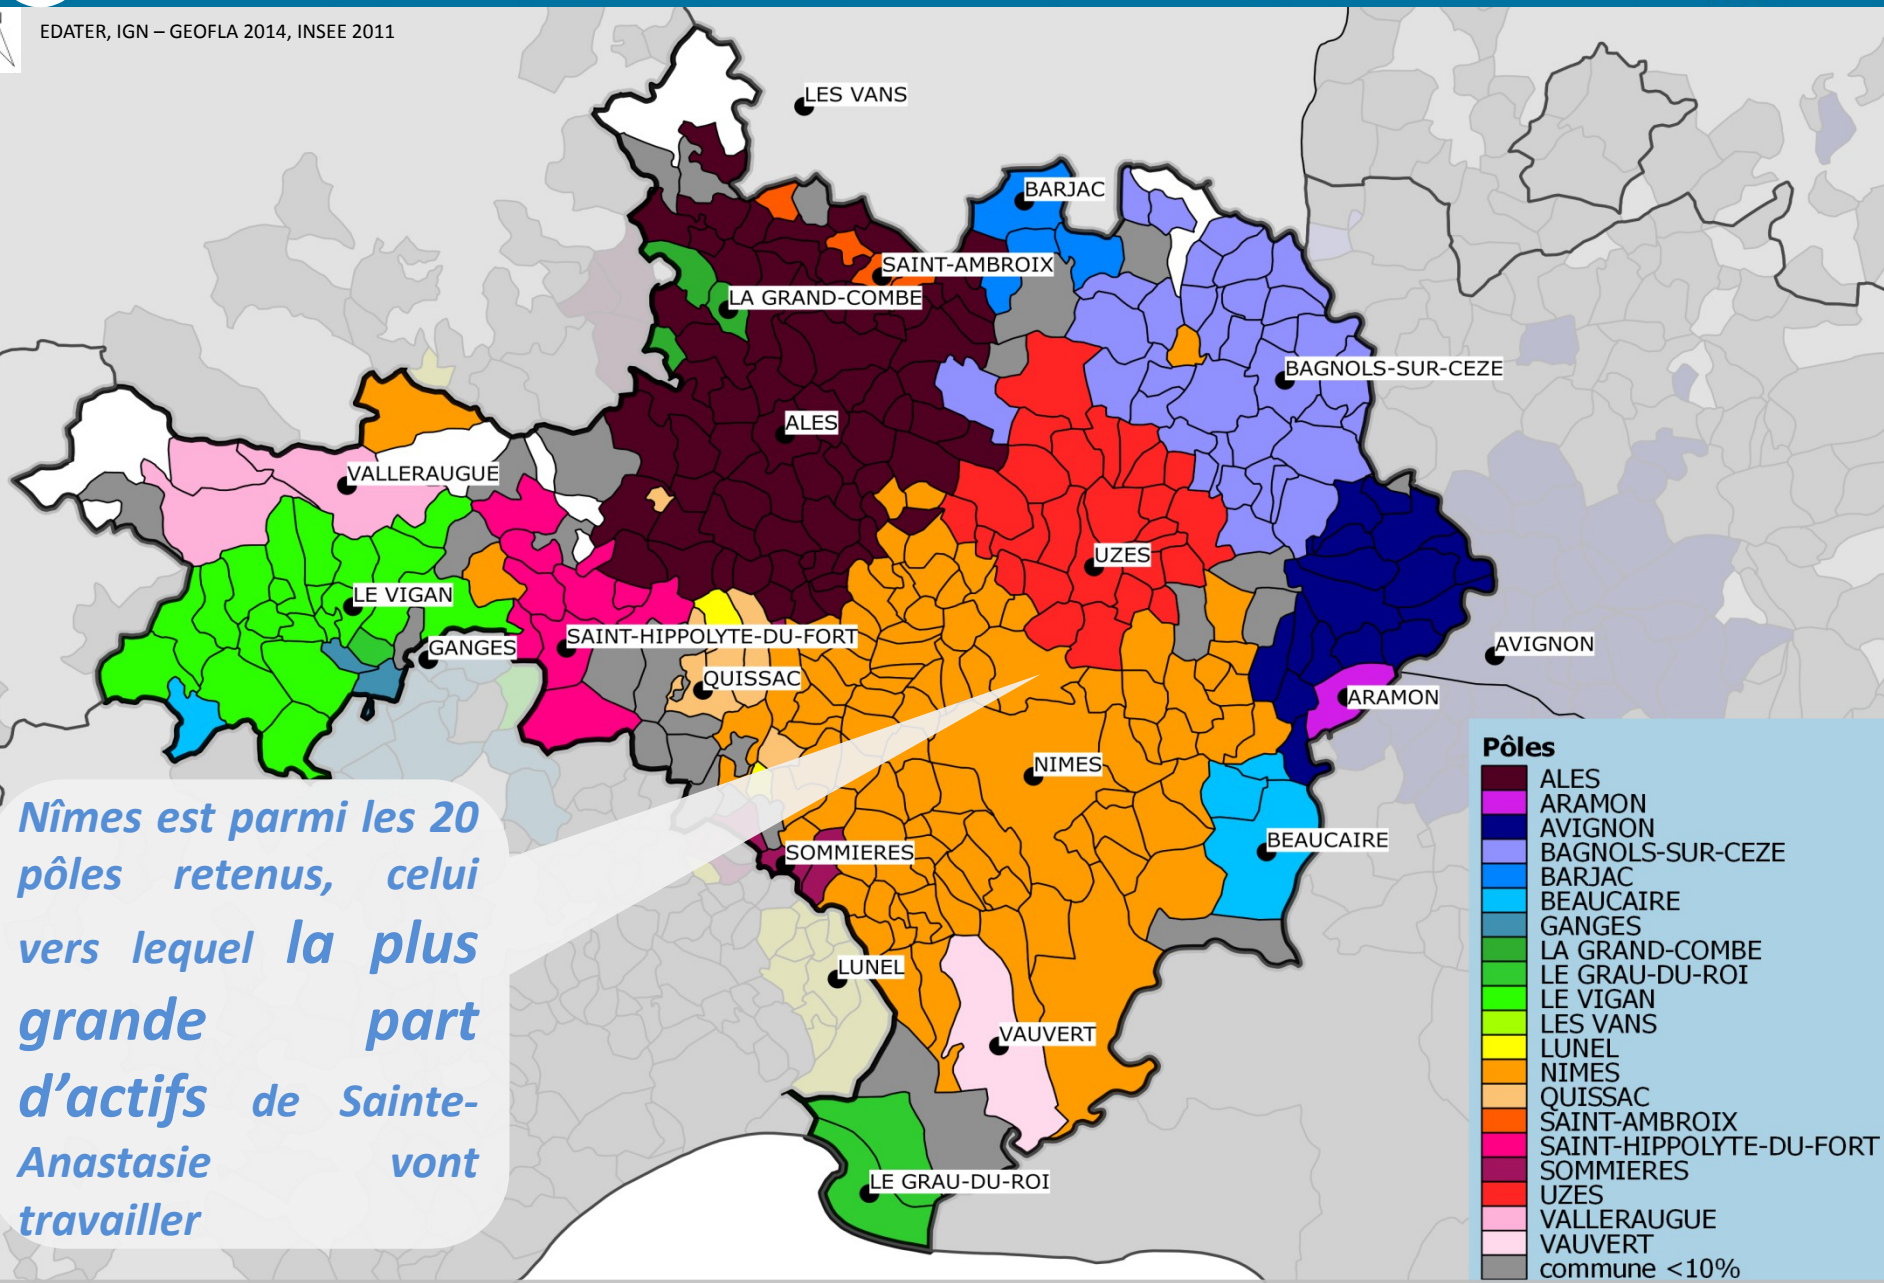 EDATER, IGN – GEOFLA 2014, INSEE 2011
LES VANS
BARJAC
SAINT-AMBROIX
LA GRAND-COMBE
BAGNOLS-SUR-CEZE
ALES
VALLERAUGUE
UZES
LE VIGAN
SAINT-HIPPOLYTE-DU-FORT
GANGES
AVIGNON
QUISSAC
ARAMON
NIMES
BEAUCAIRE
SOMMIERES
LUNEL
VAUVERT
LE GRAU-DU-ROI
Nîmes est parmi les 20
pôles retenus, celui
vers lequel la plus
grande part
d’actifs de Sainte-
Anastasie vont
travailler
Pôles
ALES
ARAMON
AVIGNON
BAGNOLS-SUR-CEZE
BARJAC
BEAUCAIRE
GANGES
LA GRAND-COMBE
LE GRAU-DU-ROI
LE VIGAN
LES VANS
LUNEL
NIMES
QUISSAC
SAINT-AMBROIX
SAINT-HIPPOLYTE-DU-FORT
SOMMIERES
UZES
VALLERAUGUE
VAUVERT
commune <10%